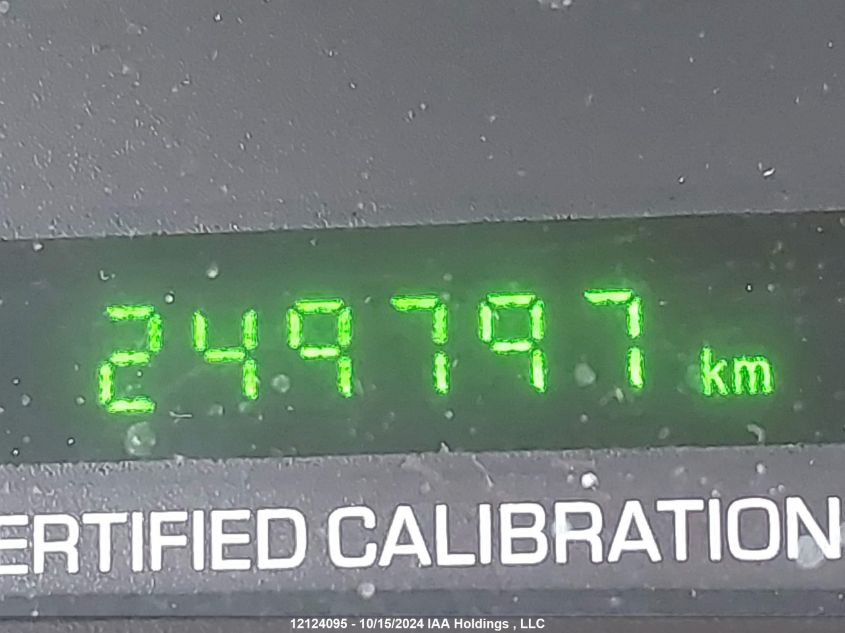 249797 km
ERTIFIED CALIBRATION
12124095 - 10/15/2024 IAA Holdings , LLC